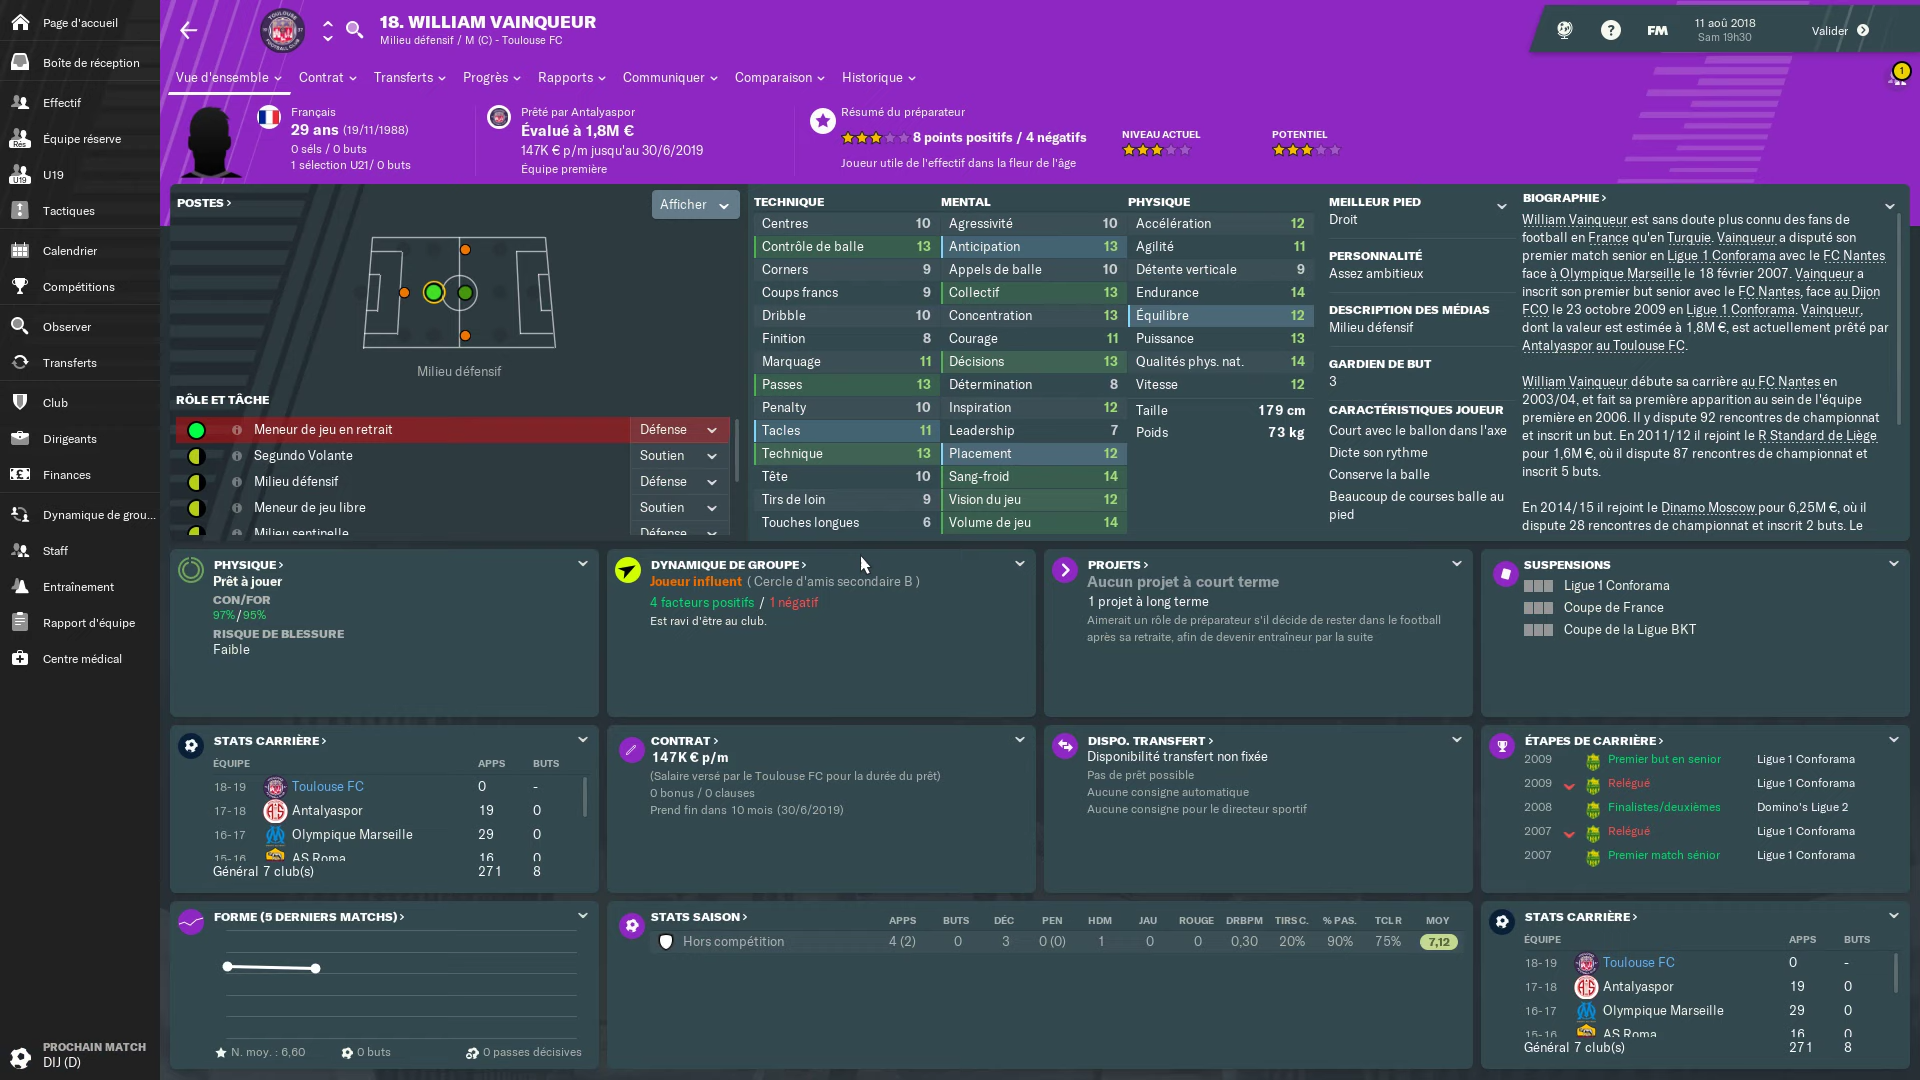 Page d'accueil
Boîte de réception
Effectif
Équipe réserve
U19
Tactiques
Calendrier
Compétitions
Observer
Transferts
Club
Dirigeants
Finances
Dynamique de grou...
Staff
Entraînement
Rapport d'équipe
Centre médical
PROCHAIN MATCH
DIJ (D)
18. WILLIAM VAINQUEUR
Milieu défensif / M (C) - Toulouse FC
FM
11 aoû 2018
Sam 19h30
Valider
1
Vue d'ensemble Contrat Transferts Progrès Rapports Communiquer Comparaison Historique
Français
29 ans (19/11/1988)
0 séls / 0 buts
1 sélection U21/ 0 buts
Prêté par Antalyaspor
Évalué à 1,8M €
147K € p/m jusqu'au 30/6/2019
Équipe première
Résumé du préparateur
8 points positifs / 4 négatifs
Joueur utile de l'effectif dans la fleur de l'âge
NIVEAU ACTUEL
POTENTIEL
POSTES >
Afficher
Milieu défensif
RÔLE ET TÂCHE
Meneur de jeu en retrait Défense
Segundo Volante Soutien
Milieu défensif Défense
Meneur de jeu libre Soutien
Milieu sentinelle Défense
TECHNIQUE
Centres 10
Contrôle de balle 13
Corners 9
Coups francs 9
Dribble 10
Finition 8
Marquage 11
Passes 13
Penalty 10
Tacles 11
Technique 13
Tête 10
Tirs de loin 9
Touches longues 6
MENTAL
Agressivité 10
Anticipation 13
Appels de balle 10
Collectif 13
Concentration 13
Courage 11
Décisions 13
Détermination 8
Inspiration 12
Leadership 7
Placement 12
Sang-froid 14
Vision du jeu 12
Volume de jeu 14
PHYSIQUE
Accélération 12
Agilité 11
Détente verticale 9
Endurance 14
Équilibre 12
Puissance 13
Qualités phys. nat. 14
Vitesse 12
Taille 179 cm
Poids 73 kg
MEILLEUR PIED
Droit
PERSONNALITÉ
Assez ambitieux
DESCRIPTION DES MÉDIAS
Milieu défensif
GARDIEN DE BUT
3
CARACTÉRISTIQUES JOUEUR
Court avec le ballon dans l'axe
Dicte son rythme
Conserve la balle
Beaucoup de courses balle au
pied
BIOGRAPHIE >
William Vainqueur est sans doute plus connu des fans de
football en France qu'en Turquie. Vainqueur a disputé son
premier match senior en Ligue 1 Conforama avec le FC Nantes
face à Olympique Marseille le 18 février 2007. Vainqueur a
inscrit son premier but senior avec le FC Nantes, face au Dijon
FCO le 23 octobre 2009 en Ligue 1 Conforama. Vainqueur,
dont la valeur est estimée à 1,8M €, est actuellement prêté par
Antalyaspor au Toulouse FC.
William Vainqueur débute sa carrière au FC Nantes en
2003/04, et fait sa première apparition au sein de l'équipe
première en 2006. Il y dispute 92 rencontres de championnat
et inscrit un but. En 2011/12 il rejoint le R Standard de Liège
pour 1,6M €, où il dispute 87 rencontres de championnat et
inscrit 5 buts.
En 2014/15 il rejoint le Dinamo Moscow pour 6,25M €, où il
dispute 28 rencontres de championnat et inscrit 2 buts. Le
PHYSIQUE >
Prêt à jouer
CON/FOR
97%/95%
RISQUE DE BLESSURE
Faible
DYNAMIQUE DE GROUPE >
Joueur influent ( Cercle d'amis secondaire B )
4 facteurs positifs / 1 négatif
Est ravi d'être au club.
PROJETS >
Aucun projet à court terme
1 projet à long terme
Aimerait un rôle de préparateur s'il décide de rester dans le football
après sa retraite, afin de devenir entraîneur par la suite
SUSPENSIONS
Ligue 1 Conforama
Coupe de France
Coupe de la Ligue BKT
STATS CARRIÈRE >
ÉQUIPE APPS BUTS
18-19 Toulouse FC 0 -
17-18 Antalyaspor 19 0
16-17 Olympique Marseille 29 0
15-16 AS Roma 16 0
Général 7 club(s) 271 8
CONTRAT >
147K € p/m
(Salaire versé par le Toulouse FC pour la durée du prêt)
0 bonus / 0 clauses
Prend fin dans 10 mois (30/6/2019)
DISPO. TRANSFERT >
Disponibilité transfert non fixée
Pas de prêt possible
Aucune consigne automatique
Aucune consigne pour le directeur sportif
ÉTAPES DE CARRIÈRE >
2009 Premier but en senior Ligue 1 Conforama
2009 Relégué Ligue 1 Conforama
2008 Finalistes/deuxièmes Domino's Ligue 2
2007 Relégué Ligue 1 Conforama
2007 Premier match sénior Ligue 1 Conforama
FORME (5 DERNIERS MATCHS) >
N. moy. : 6,60 0 buts 0 passes décisives
STATS SAISON > APPS BUTS DÉC PEN HDM JAU ROUGE DRBPM TIRS C. % PAS. TCL R MOY
Hors compétition 4 (2) 0 3 0 (0) 1 0 0 0,30 20% 90% 75% 7,12
STATS CARRIÈRE >
ÉQUIPE APPS BUTS
18-19 Toulouse FC 0 -
17-18 Antalyaspor 19 0
16-17 Olympique Marseille 29 0
15-16 AS Roma 16 0
Général 7 club(s) 271 8